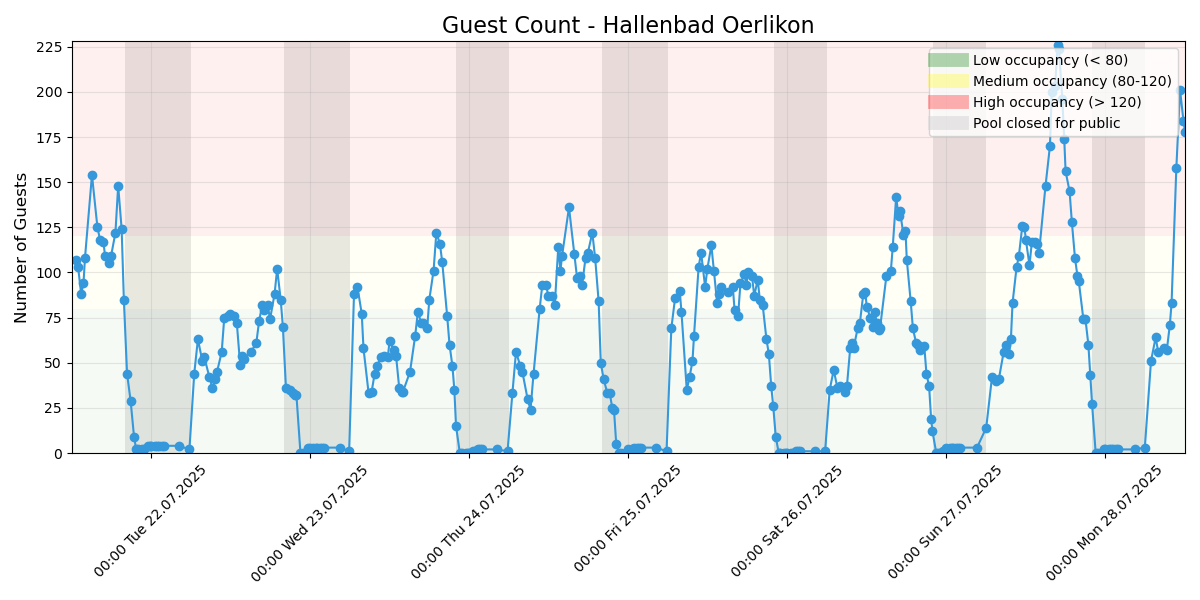 Guest Count - Hallenbad Oerlikon
Number of Guests
225
200
175
150
125
100
75
50
25
0
Low occupancy (< 80)
Medium occupancy (80-120)
High occupancy (> 120)
Pool closed for public
00:00 Tue 22.07.2025
00:00 Wed 23.07.2025
00:00 Thu 24.07.2025
00:00 Fri 25.07.2025
00:00 Sat 26.07.2025
00:00 Sun 27.07.2025
00:00 Mon 28.07.2025